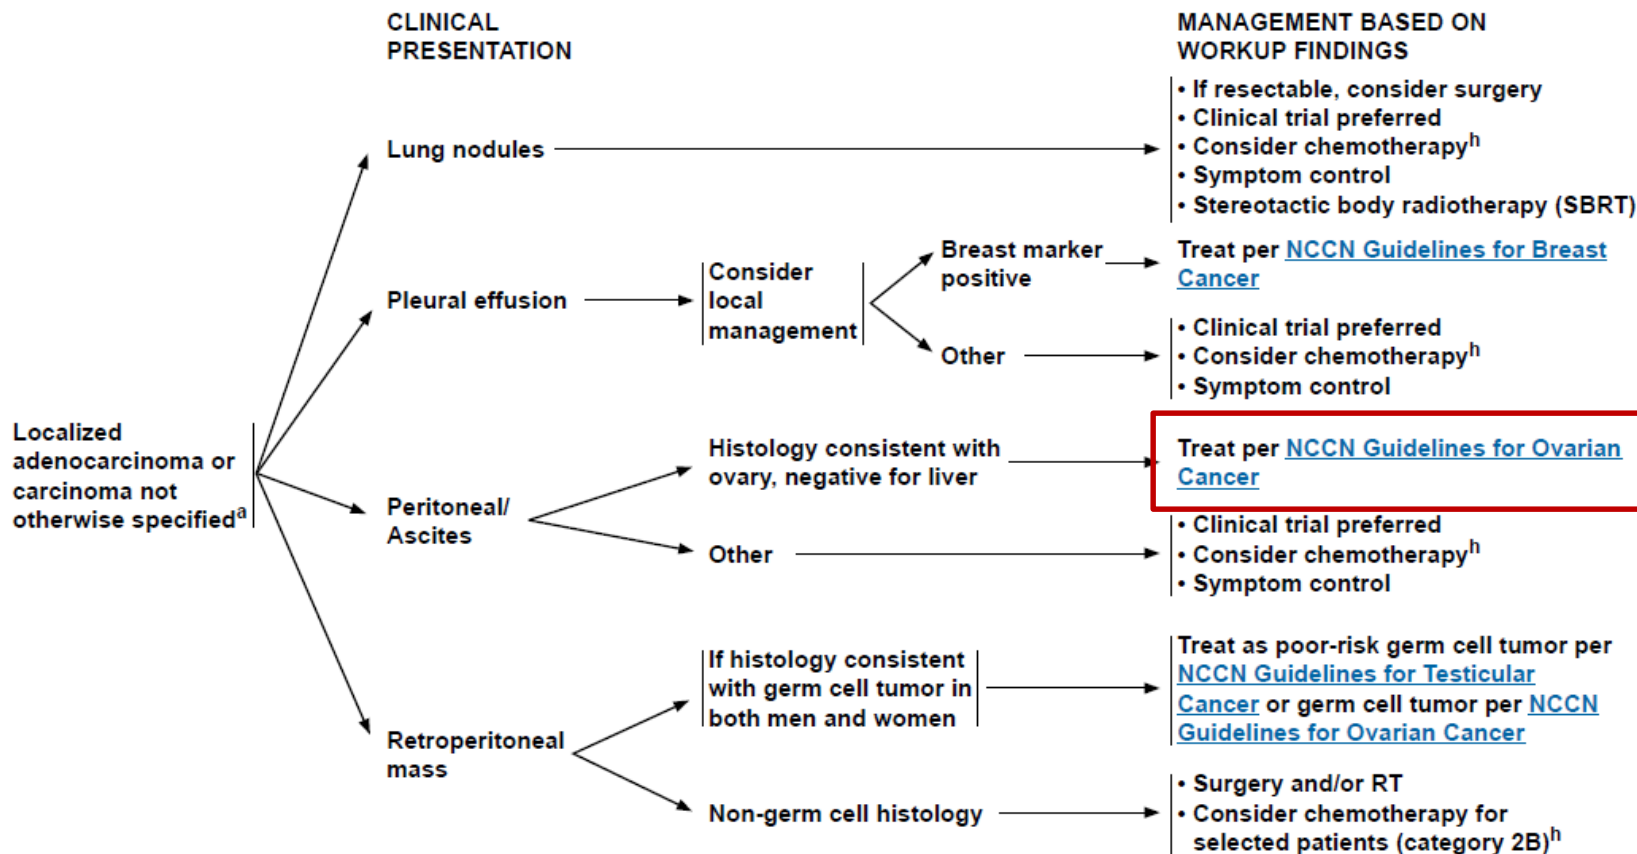 CLINICAL
PRESENTATION
MANAGEMENT BASED ON
WORKUP FINDINGS
Localized
adenocarcinoma or
carcinoma not
otherwise specifiedᵃ
Lung nodules
• If resectable, consider surgery
• Clinical trial preferred
• Consider chemotherapyʰ
• Symptom control
• Stereotactic body radiotherapy (SBRT)
Pleural effusion
Consider
local
management
Breast marker
positive
Treat per NCCN Guidelines for Breast
Cancer
Other
• Clinical trial preferred
• Consider chemotherapyʰ
• Symptom control
Peritoneal/
Ascites
Histology consistent with
ovary, negative for liver
Treat per NCCN Guidelines for Ovarian
Cancer
Other
• Clinical trial preferred
• Consider chemotherapyʰ
• Symptom control
Retroperitoneal
mass
If histology consistent
with germ cell tumor in
both men and women
Treat as poor-risk germ cell tumor per
NCCN Guidelines for Testicular
Cancer or germ cell tumor per NCCN
Guidelines for Ovarian Cancer
Non-germ cell histology
• Surgery and/or RT
• Consider chemotherapy for
selected patients (category 2B)ʰ